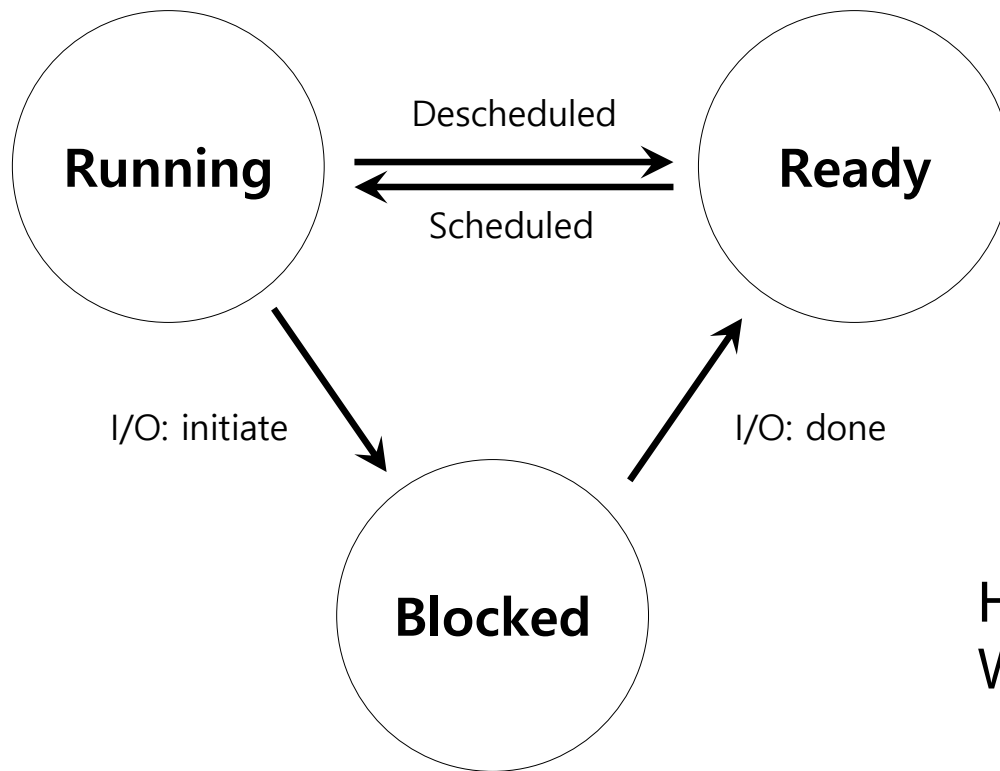 Descheduled
Running
Ready
Scheduled
I/O: initiate
I/O: done
Blocked